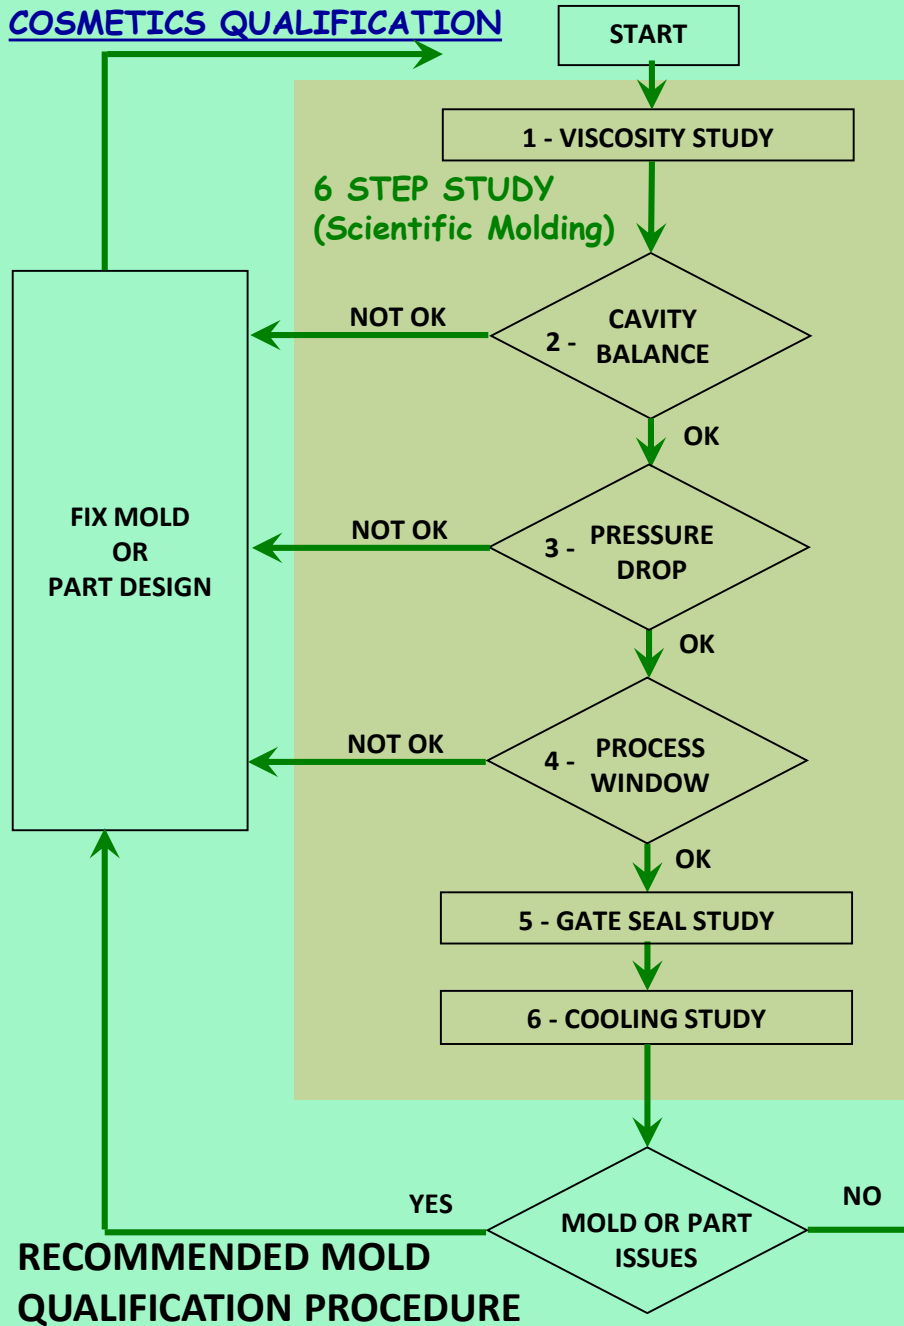 COSMETICS QUALIFICATION
START
1 - VISCOSITY STUDY
6 STEP STUDY
(Scientific Molding)
NOT OK
2 -
CAVITY
BALANCE
OK
FIX MOLD
OR
PART DESIGN
NOT OK
3 -
PRESSURE
DROP
OK
NOT OK
4 -
PROCESS
WINDOW
OK
5 - GATE SEAL STUDY
6 - COOLING STUDY
YES
MOLD OR PART
ISSUES
NO
RECOMMENDED MOLD
QUALIFICATION PROCEDURE